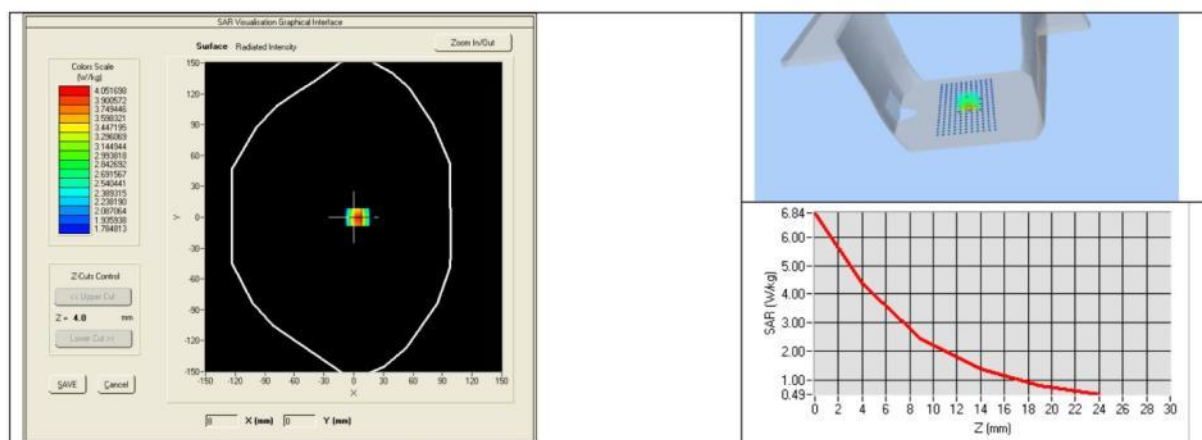 SAR Visualisation Graphical Interface
Surface Radiated Intensity
Zoom In/Out
Colors Scale
(W/kg)
4.051698
3.900572
3.749446
3.598321
3.447195
3.296069
3.144944
2.993818
2.842692
2.691567
2.540441
2.389315
2.238190
2.087064
1.935938
1.784813
Z-Cuts Control
<< Upper Cut
Z = 4.0 mm
Lower Cut >>
SAVE Cancel
150
120
90
60
30
0
-30
-60
-90
-120
-150
Y
-150 -120 -90 -60 -30 0 30 60 90 120 150
X
X (mm) 0 Y (mm)
6.84
6.00
5.00
4.00
3.00
2.00
1.00
0.49
SAR (W/kg)
0 2 4 6 8 10 12 14 16 18 20 22 24 26 28 30
Z (mm)